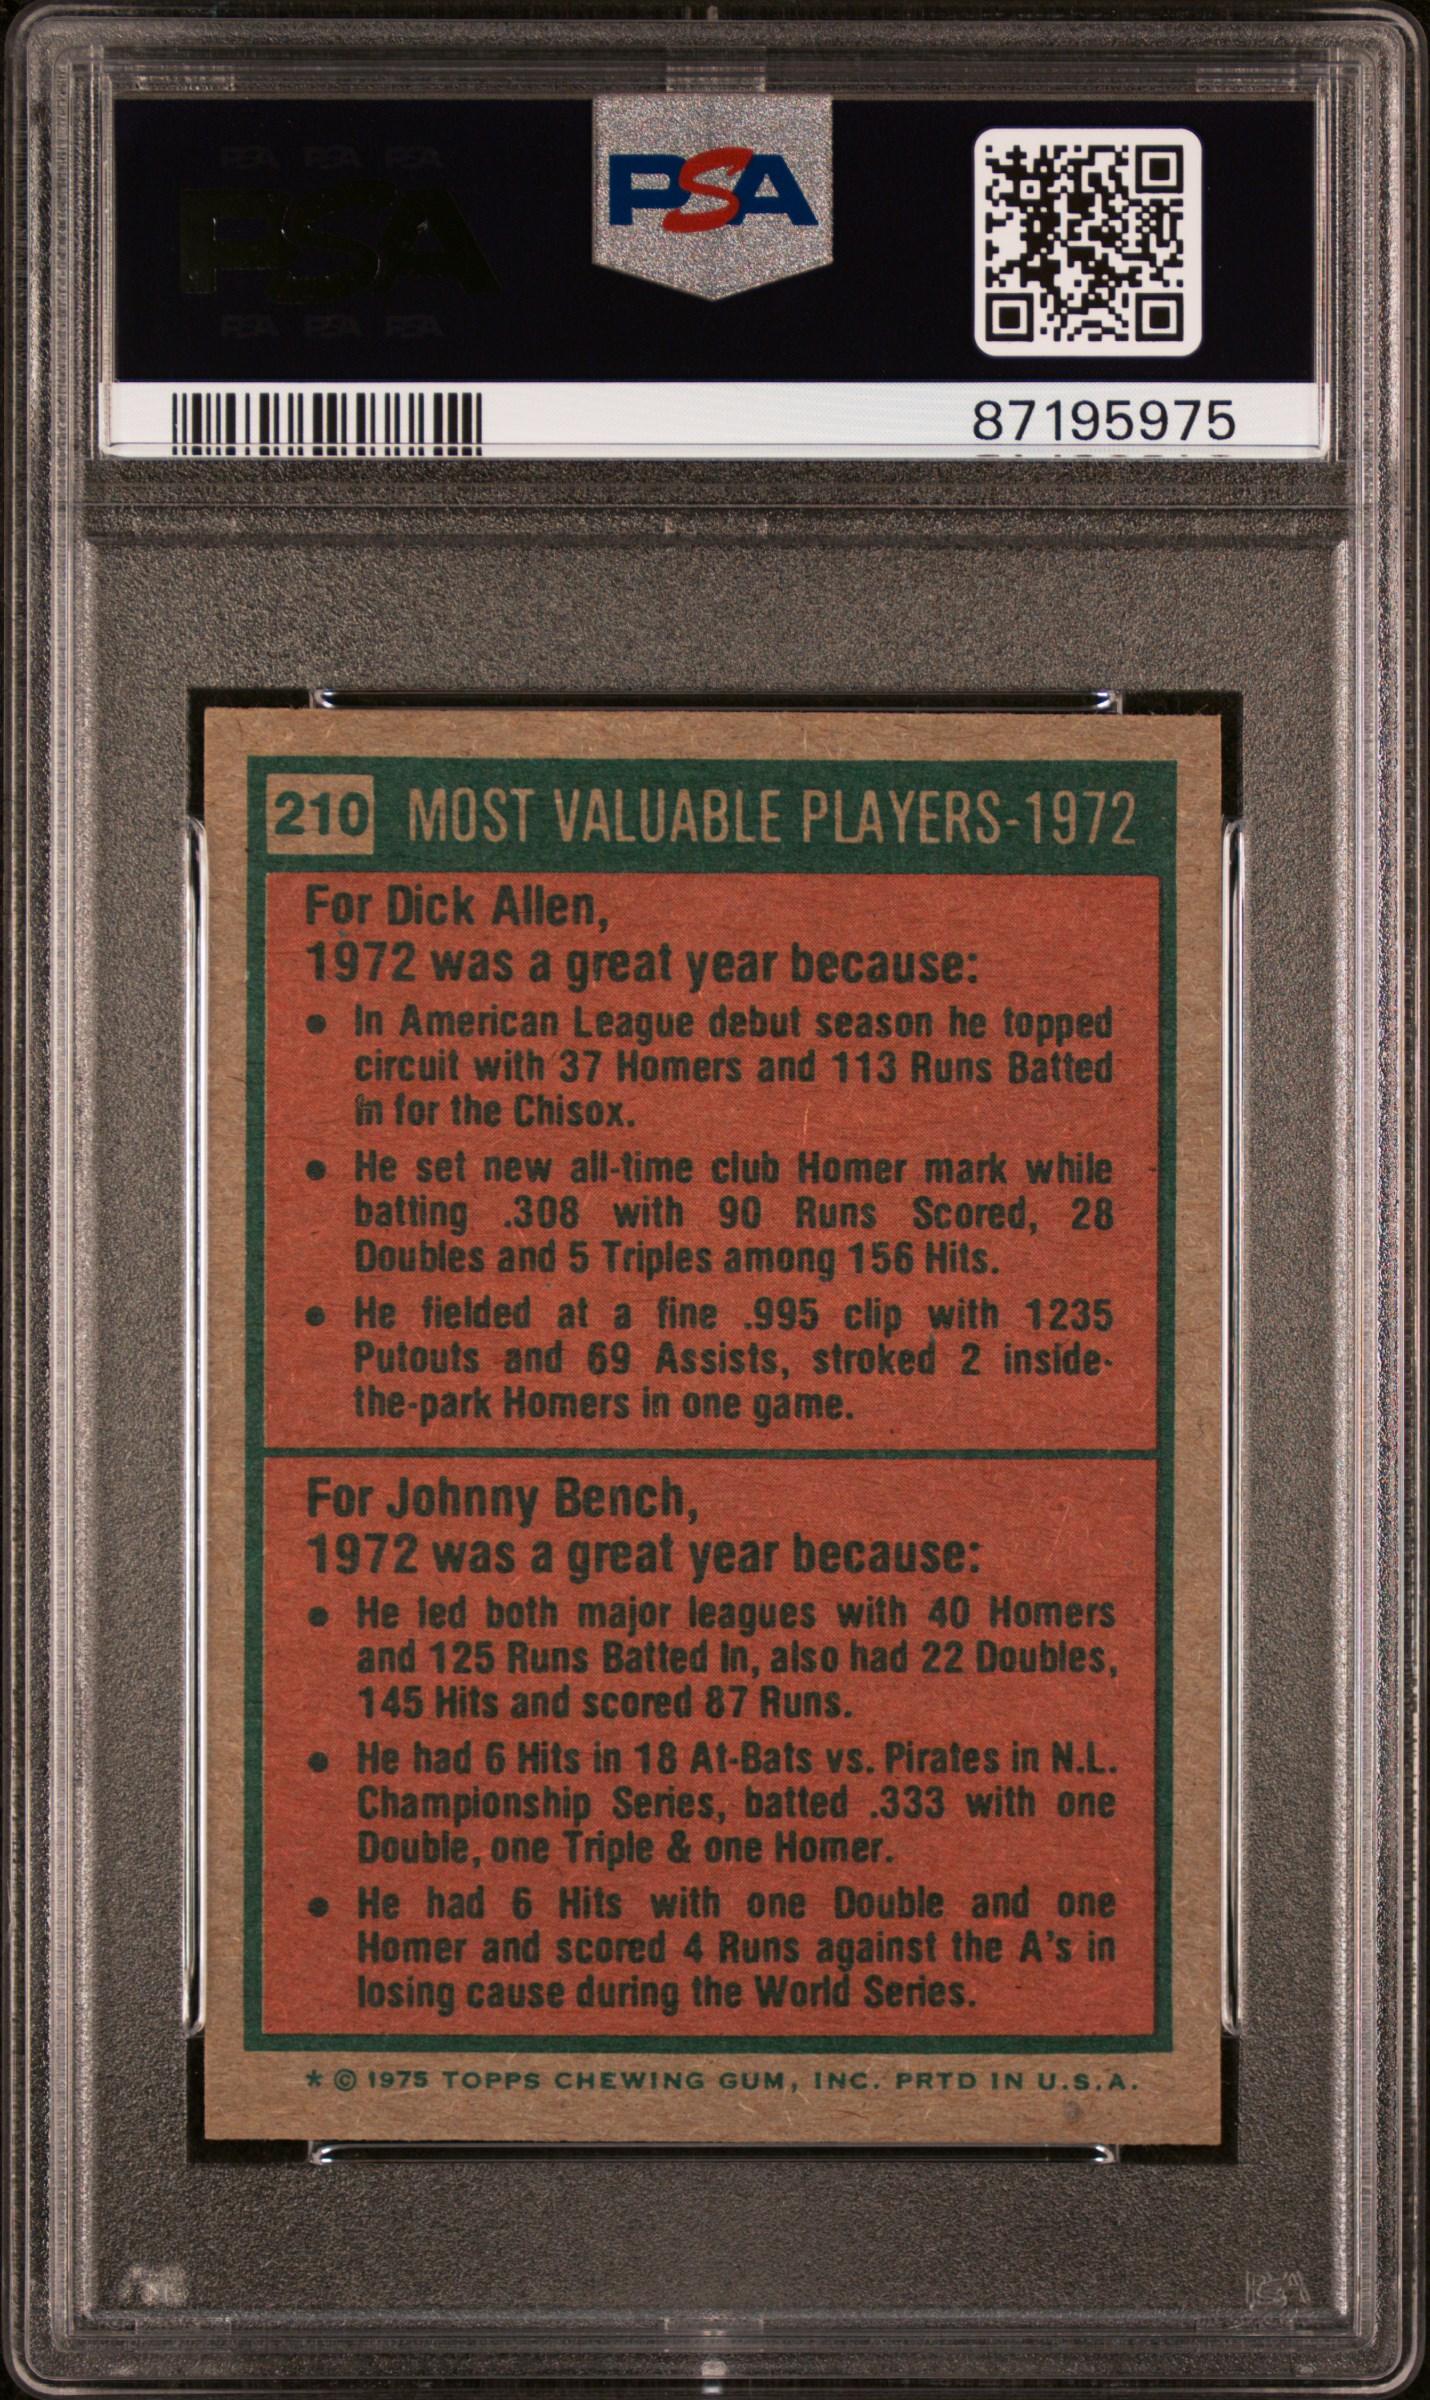 PSA PSA PSA
PSA
PSA PSA PSA
PSA
87195975
210 MOST VALUABLE PLAYERS-1972
For Dick Allen,
1972 was a great year because:
• In American League debut season he topped
circuit with 37 Homers and 113 Runs Batted
In for the Chisox.
• He set new all-time club Homer mark while
batting .308 with 90 Runs Scored, 28
Doubles and 5 Triples among 156 Hits.
• He fielded at a fine .995 clip with 1235
Putouts and 69 Assists, stroked 2 inside-
the-park Homers in one game.
For Johnny Bench,
1972 was a great year because:
• He led both major leagues with 40 Homers
and 125 Runs Batted In, also had 22 Doubles,
145 Hits and scored 87 Runs.
• He had 6 Hits in 18 At-Bats vs. Pirates in N.L.
Championship Series, batted .333 with one
Double, one Triple & one Homer.
• He had 6 Hits with one Double and one
Homer and scored 4 Runs against the A's in
losing cause during the World Series.
* © 1975 TOPPS CHEWING GUM, INC. PRTD IN U.S.A.
PSA